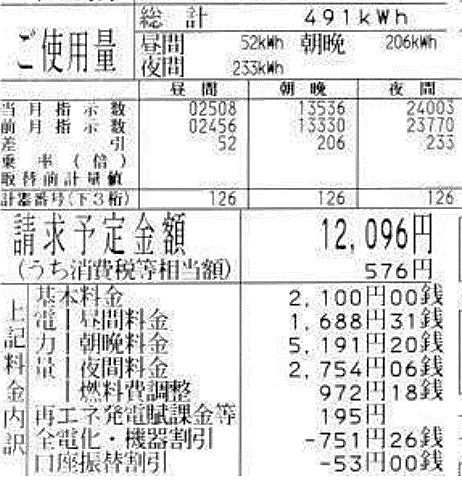 ご使用量
総計 491kWh
昼間 52kWh 朝晩 206kWh
夜間 233kWh
昼間 朝晩 夜間
当月指示数 02508 13536 24003
前月指示数 02456 13330 23770
差引 52 206 233
乗率(倍)
取替前計量値
計器番号(下3桁) 126 126 126
請求予定金額 12,096円
(うち消費税等相当額) 576円
上記料金内訳
基本料金 2,100円00銭
電力量 昼間料金 1,688円31銭
朝晩料金 5,191円20銭
夜間料金 2,754円06銭
燃料費調整 972円18銭
再エネ発電賦課金等 195円
全電化・機器割引 -751円26銭
口座振替割引 -53円00銭